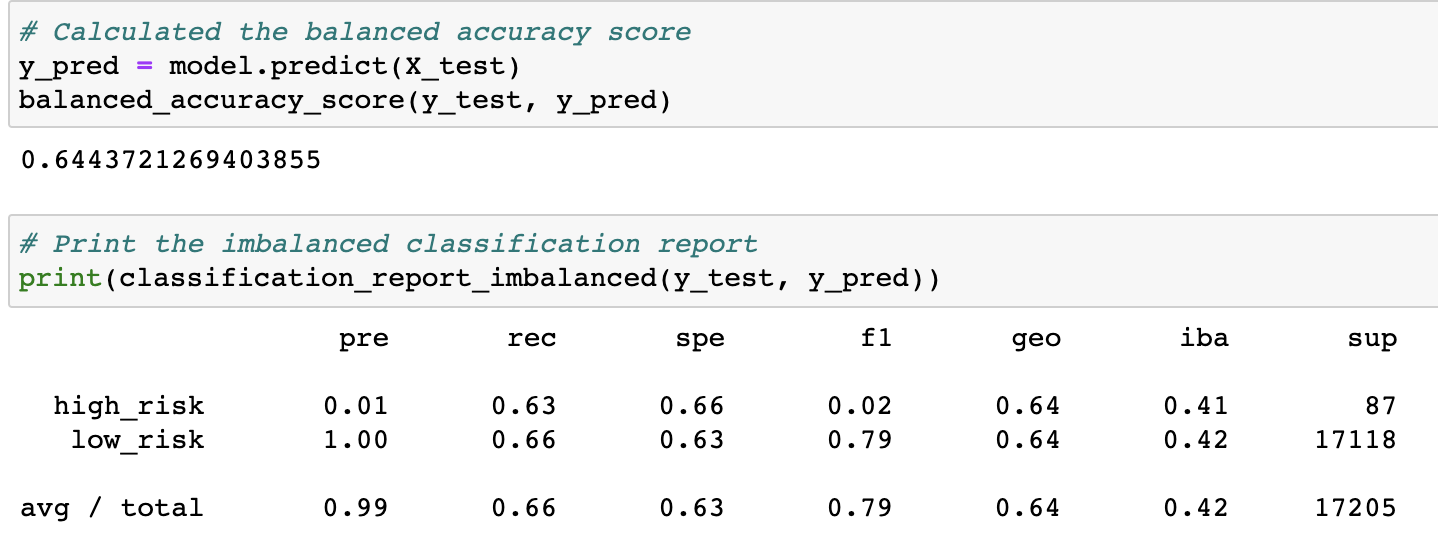 # Calculated the balanced accuracy score
y_pred = model.predict(X_test)
balanced_accuracy_score(y_test, y_pred)
0.6443721269403855
# Print the imbalanced classification report
print(classification_report_imbalanced(y_test, y_pred))
pre rec spe f1 geo iba sup
high_risk 0.01 0.63 0.66 0.02 0.64 0.41 87
low_risk 1.00 0.66 0.63 0.79 0.64 0.42 17118
avg / total 0.99 0.66 0.63 0.79 0.64 0.42 17205